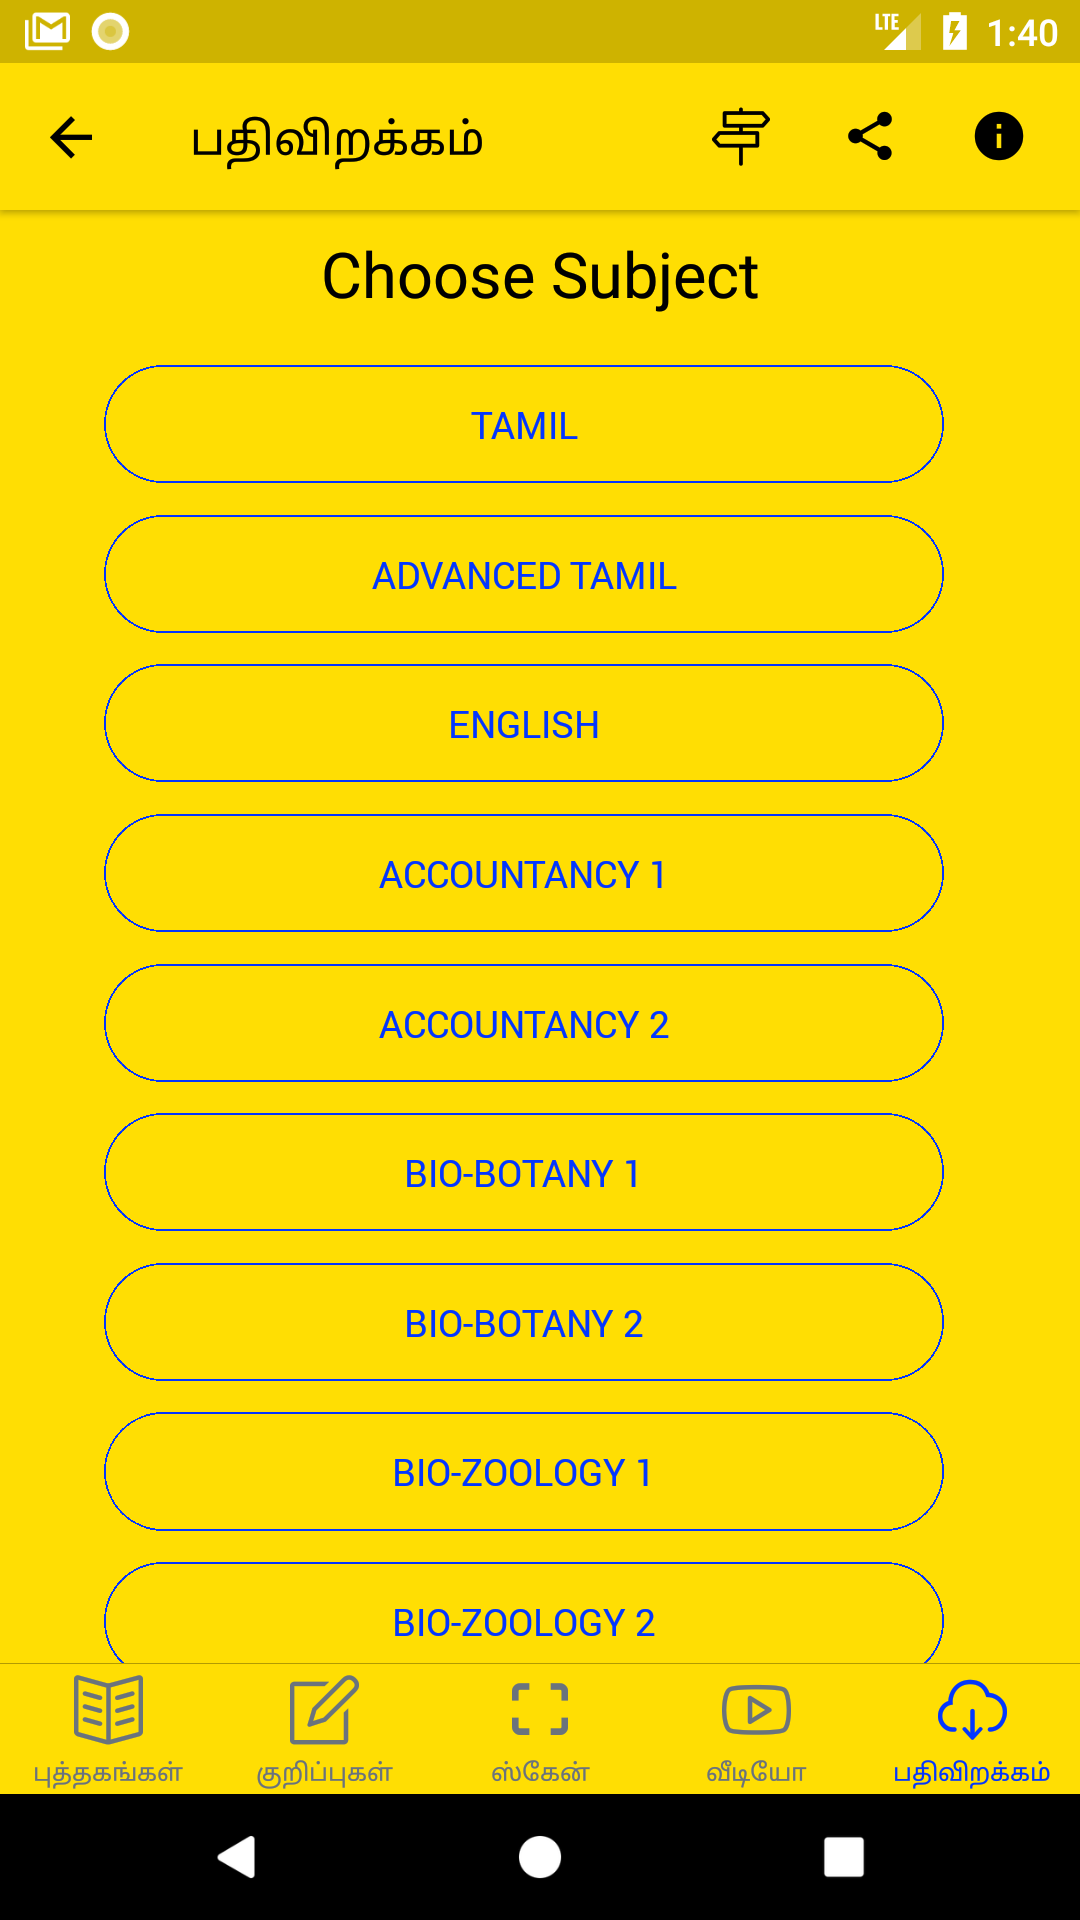 LTE 1:40
பதிவிறக்கம்
Choose Subject
TAMIL
ADVANCED TAMIL
ENGLISH
ACCOUNTANCY 1
ACCOUNTANCY 2
BIO-BOTANY 1
BIO-BOTANY 2
BIO-ZOOLOGY 1
BIO-ZOOLOGY 2
புத்தகங்கள் குறிப்புகள் ஸ்கேன் வீடியோ பதிவிறக்கம்